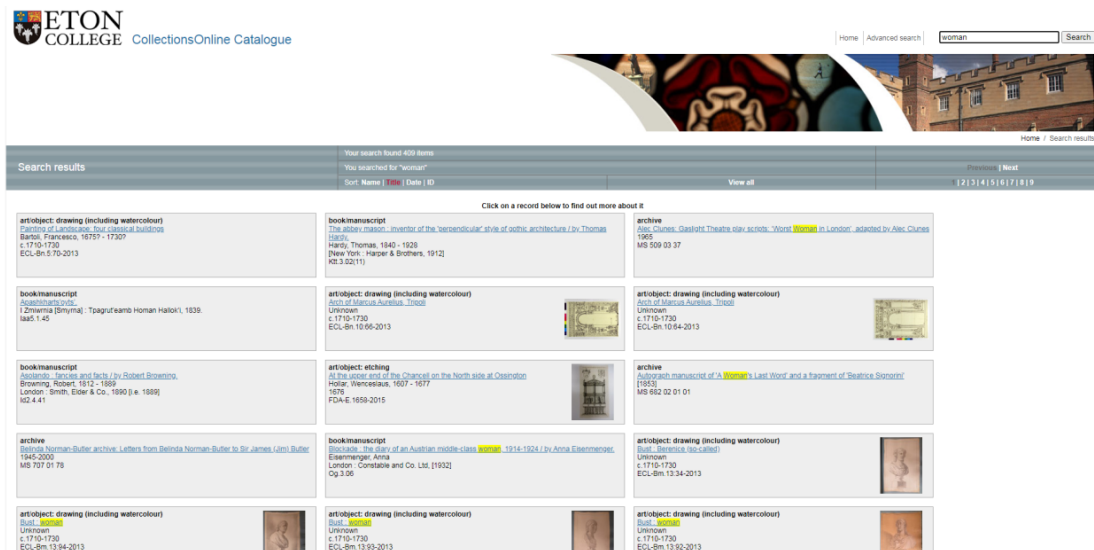 ETON
COLLEGE CollectionsOnline Catalogue
Home | Advanced search | woman Search
Home / Search results
Your search found 409 items
Search results
You searched for "woman"
Previous | Next
Sort: Name | Title | Date | ID
View all
1 | 2 | 3 | 4 | 5 | 6 | 7 | 8 | 9
Click on a record below to find out more about it
art/object: drawing (including watercolour)
Painting of Landscape: four classical buildings
Bartoli, Francesco, 1675? - 1730?
c.1710-1730
ECL-Bn.5:70-2013
book/manuscript
The abbey mason : inventor of the 'perpendicular' style of gothic architecture / by Thomas
Hardy.
Hardy, Thomas, 1840 - 1928
[New York : Harper & Brothers, 1912]
Ktt.3.02(11)
archive
Alec Clunes: Gaslight Theatre play scripts: 'Worst Woman in London', adapted by Alec Clunes
1965
MS 509 03 37
book/manuscript
I Zmiwrnia [Smyrna] : Tpagrut'eamb Homan Hallok'i, 1839.
Iaa5.1.45
art/object: drawing (including watercolour)
Arch of Marcus Aurelius, Tripoli
Unknown
c.1710-1730
ECL-Bn.10:66-2013
art/object: drawing (including watercolour)
Arch of Marcus Aurelius, Tripoli
Unknown
c.1710-1730
ECL-Bn.10:64-2013
book/manuscript
Asolando : fancies and facts / by Robert Browning.
Browning, Robert, 1812 - 1889
London : Smith, Elder & Co., 1890 [i.e. 1889]
Id2.4.41
art/object: etching
At the upper end of the Chancell on the North side at Ossington
Hollar, Wenceslaus, 1607 - 1677
1676
FDA-E.1659-2015
archive
Autograph manuscript of 'A Woman's Last Word' and a fragment of 'Beatrice Signorini'
[1853]
MS 682 02 01 01
archive
Belinda Norman-Butler archive: Letters from Belinda Norman-Butler to Sir James (Jim) Butler
1945-2000
MS 707 01 78
book/manuscript
Blockade : the diary of an Austrian middle-class woman, 1914-1924 / by Anna Eisenmenger.
Eisenmenger, Anna
London : Constable and Co. Ltd, [1932]
Og.3.06
art/object: drawing (including watercolour)
Bust : Berenice (so-called)
Unknown
c.1710-1730
ECL-Bm.13:34-2013
art/object: drawing (including watercolour)
Bust : woman
Unknown
c.1710-1730
ECL-Bm.13:94-2013
art/object: drawing (including watercolour)
Bust : woman
Unknown
c.1710-1730
ECL-Bm.13:93-2013
art/object: drawing (including watercolour)
Bust : woman
Unknown
c.1710-1730
ECL-Bm.13:92-2013